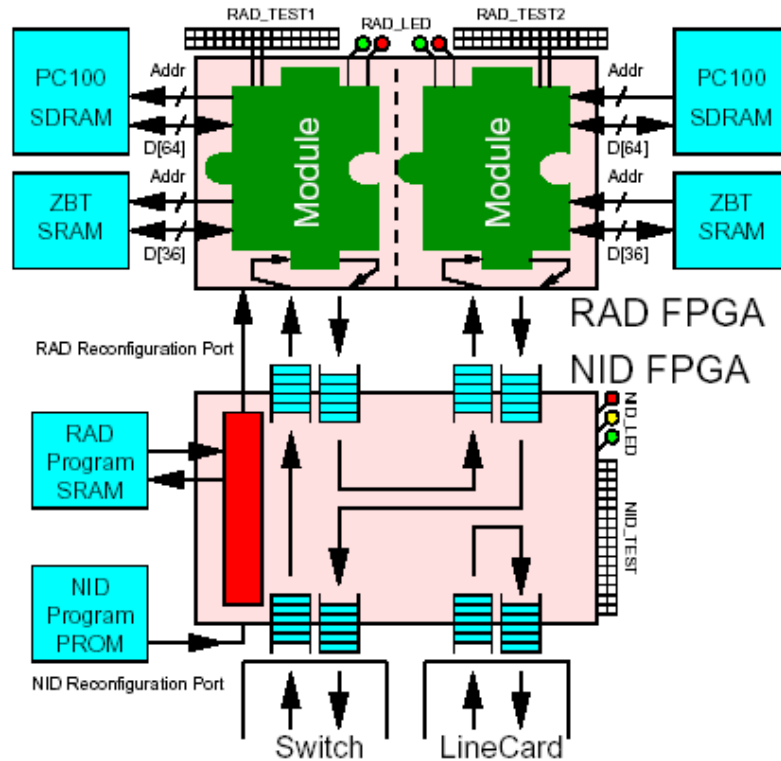 RAD_TEST1
RAD_LED
RAD_TEST2
PC100
SDRAM
Addr
D[64]
Module
Module
Addr
D[64]
PC100
SDRAM
ZBT
SRAM
Addr
D[36]
Addr
D[36]
ZBT
SRAM
RAD FPGA
RAD Reconfiguration Port
NID FPGA
NID_LED
RAD
Program
SRAM
NID_TEST
NID
Program
PROM
NID Reconfiguration Port
Switch
LineCard